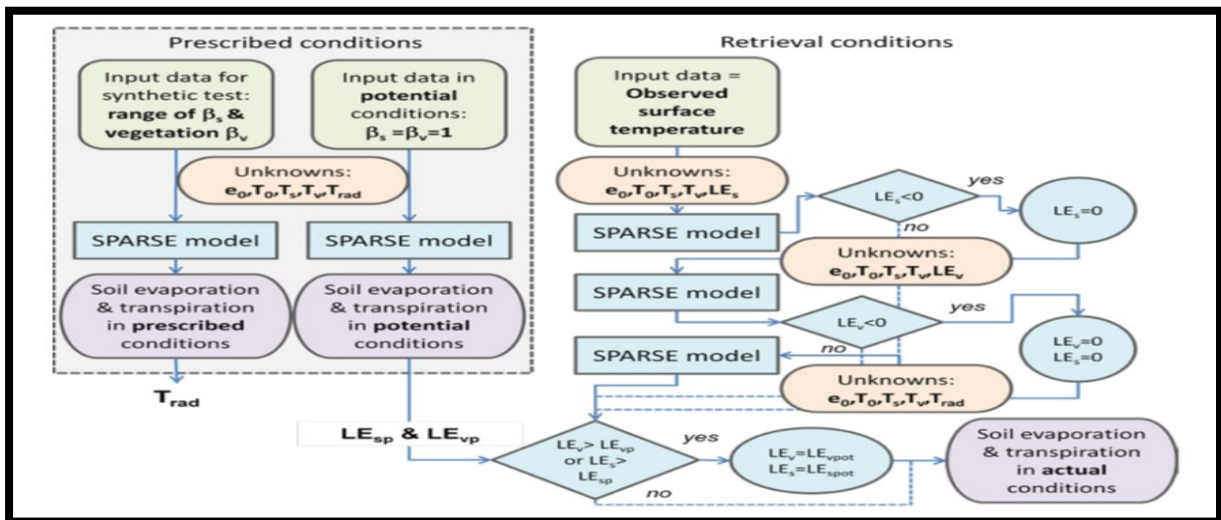 Prescribed conditions
Input data for
synthetic test:
range of βs &
vegetation βv
Input data in
potential
conditions:
βs =βv=1
Unknowns:
e0,T0,Ts,Tv,Trad
SPARSE model
SPARSE model
Soil evaporation
& transpiration
in prescribed
conditions
Soil evaporation
& transpiration
in potential
conditions
Trad
LEsp & LEvp
Retrieval conditions
Input data =
Observed
surface
temperature
Unknowns:
e0,T0,Ts,Tv,LEs
SPARSE model
LEs<0
yes
LEs=0
no
Unknowns:
e0,T0,Ts,Tv,LEv
SPARSE model
LEv<0
yes
LEv=0
LEs=0
no
SPARSE model
Unknowns:
e0,T0,Ts,Tv,Trad
LEv> LEvp
or LEs>
LEsp
yes
LEv=LEvpot
LEs=LEspot
no
Soil evaporation
& transpiration
in actual
conditions